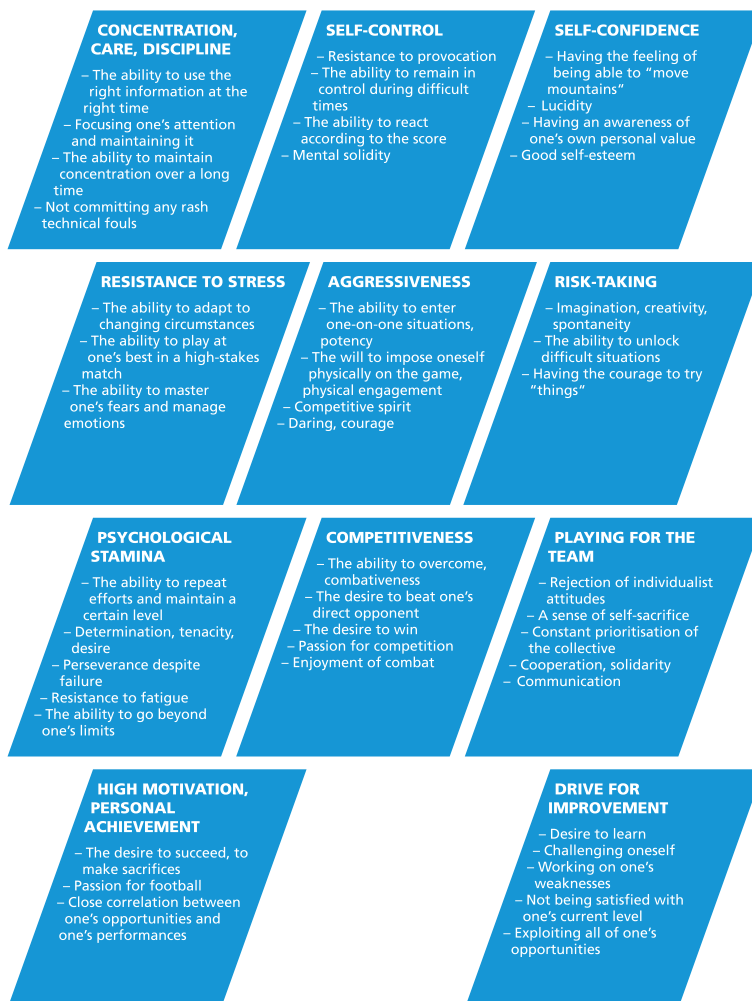 CONCENTRATION,
CARE, DISCIPLINE
– The ability to use the
right information at the
right time
– Focusing one’s attention
and maintaining it
– The ability to maintain
concentration over a long
time
– Not committing any rash
technical fouls
SELF-CONTROL
– Resistance to provocation
– The ability to remain in
control during difficult
times
– The ability to react
according to the score
– Mental solidity
SELF-CONFIDENCE
– Having the feeling of
being able to “move
mountains”
– Lucidity
– Having an awareness of
one’s own personal value
– Good self-esteem
RESISTANCE TO STRESS
– The ability to adapt to
changing circumstances
– The ability to play at
one’s best in a high-stakes
match
– The ability to master
one’s fears and manage
emotions
AGGRESSIVENESS
– The ability to enter
one-on-one situations,
potency
– The will to impose oneself
physically on the game,
physical engagement
– Competitive spirit
– Daring, courage
RISK-TAKING
– Imagination, creativity,
spontaneity
– The ability to unlock
difficult situations
– Having the courage to try
“things”
PSYCHOLOGICAL
STAMINA
– The ability to repeat
efforts and maintain a
certain level
– Determination, tenacity,
desire
– Perseverance despite
failure
– Resistance to fatigue
– The ability to go beyond
one’s limits
COMPETITIVENESS
– The ability to overcome,
combativeness
– The desire to beat one’s
direct opponent
– The desire to win
– Passion for competition
– Enjoyment of combat
PLAYING FOR THE
TEAM
– Rejection of individualist
attitudes
– A sense of self-sacrifice
– Constant prioritisation of
the collective
– Cooperation, solidarity
– Communication
HIGH MOTIVATION,
PERSONAL
ACHIEVEMENT
– The desire to succeed, to
make sacrifices
– Passion for football
– Close correlation between
one’s opportunities and
one’s performances
DRIVE FOR
IMPROVEMENT
– Desire to learn
– Challenging oneself
– Working on one’s
weaknesses
– Not being satisfied with
one’s current level
– Exploiting all of one’s
opportunities